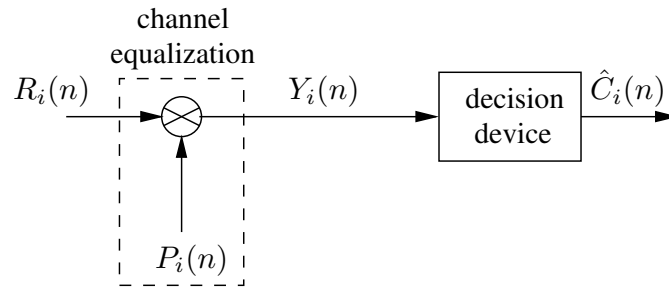 channel
equalization
R_i(n)
Y_i(n)
decision
device
Ĉ_i(n)
P_i(n)